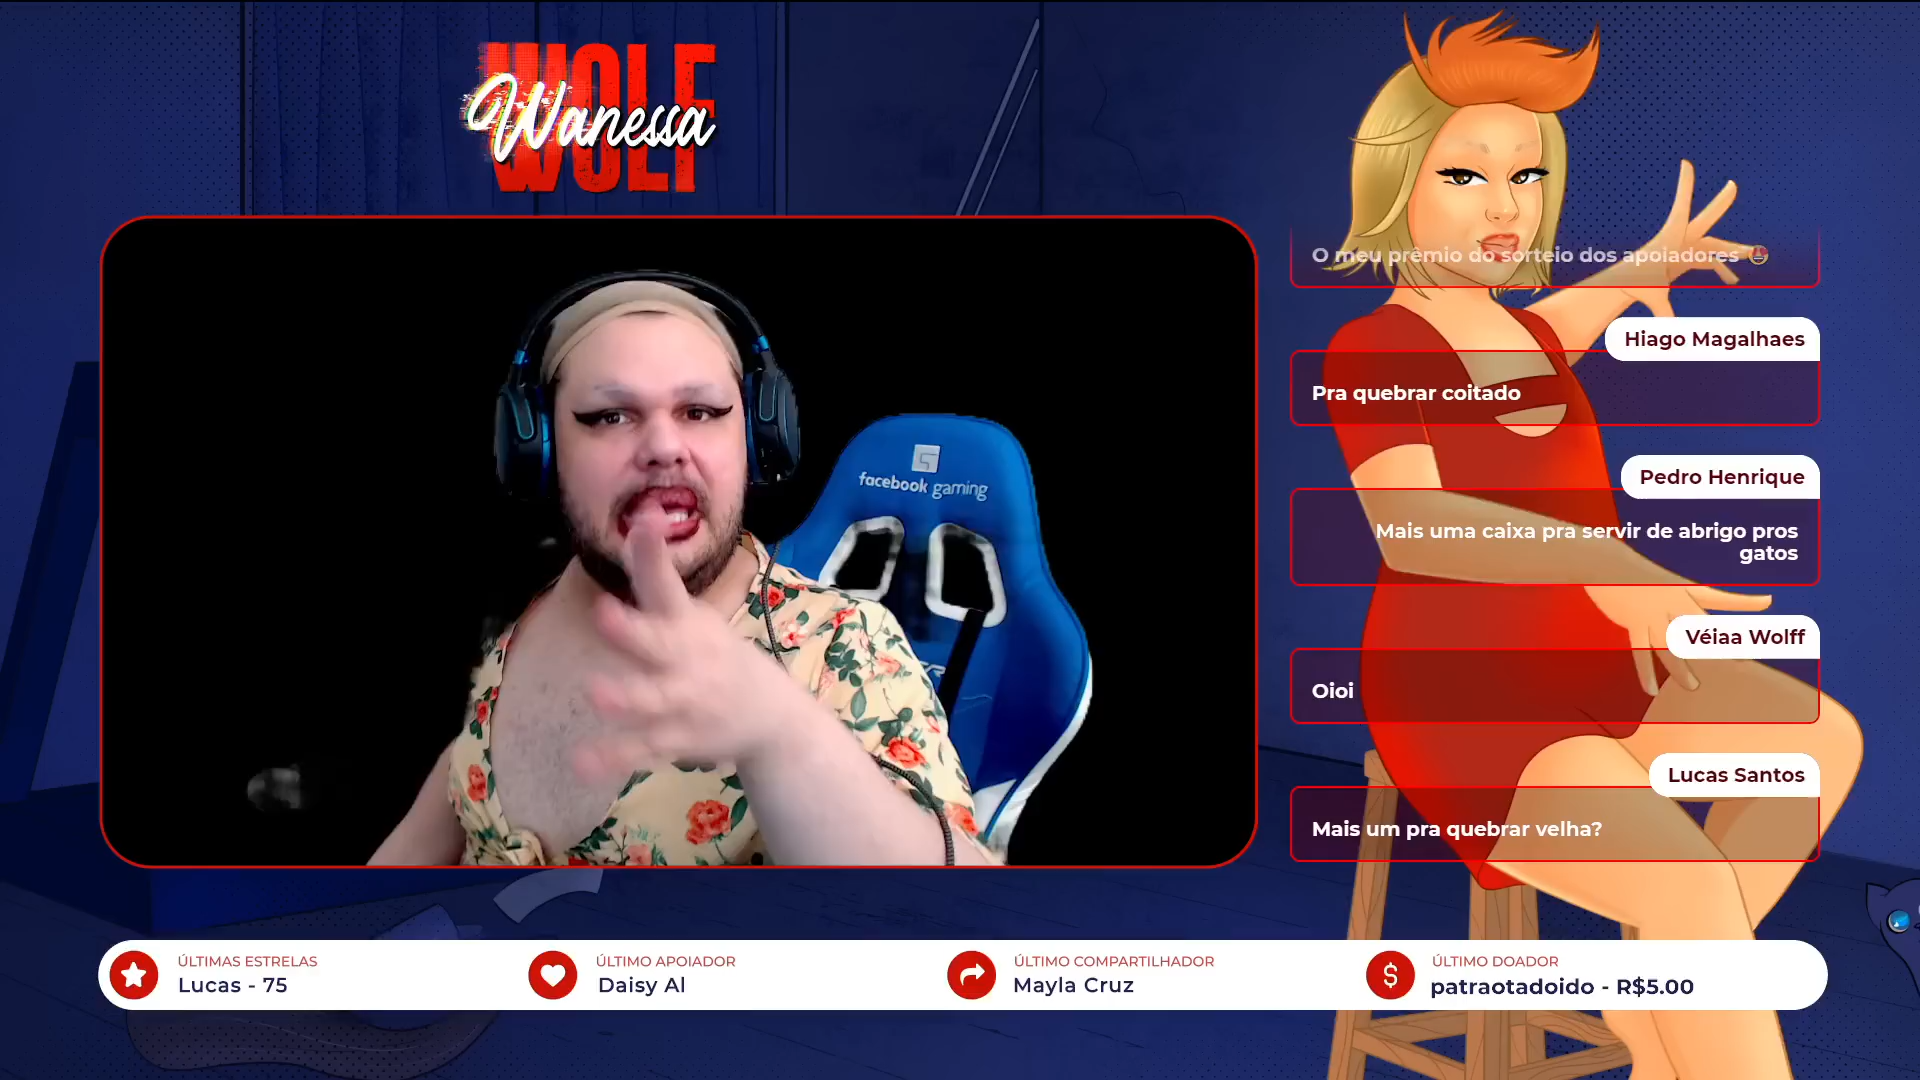 WOLF
Wanessa
facebook gaming
O meu prêmio do sorteio dos apoiadores
Hiago Magalhaes
Pra quebrar coitado
Pedro Henrique
Mais uma caixa pra servir de abrigo pros
gatos
Véiaa Wolff
Oioi
Lucas Santos
Mais um pra quebrar velha?
ÚLTIMAS ESTRELAS
Lucas - 75
ÚLTIMO APOIADOR
Daisy Al
ÚLTIMO COMPARTILHADOR
Mayla Cruz
ÚLTIMO DOADOR
patraotadoido - R$5.00